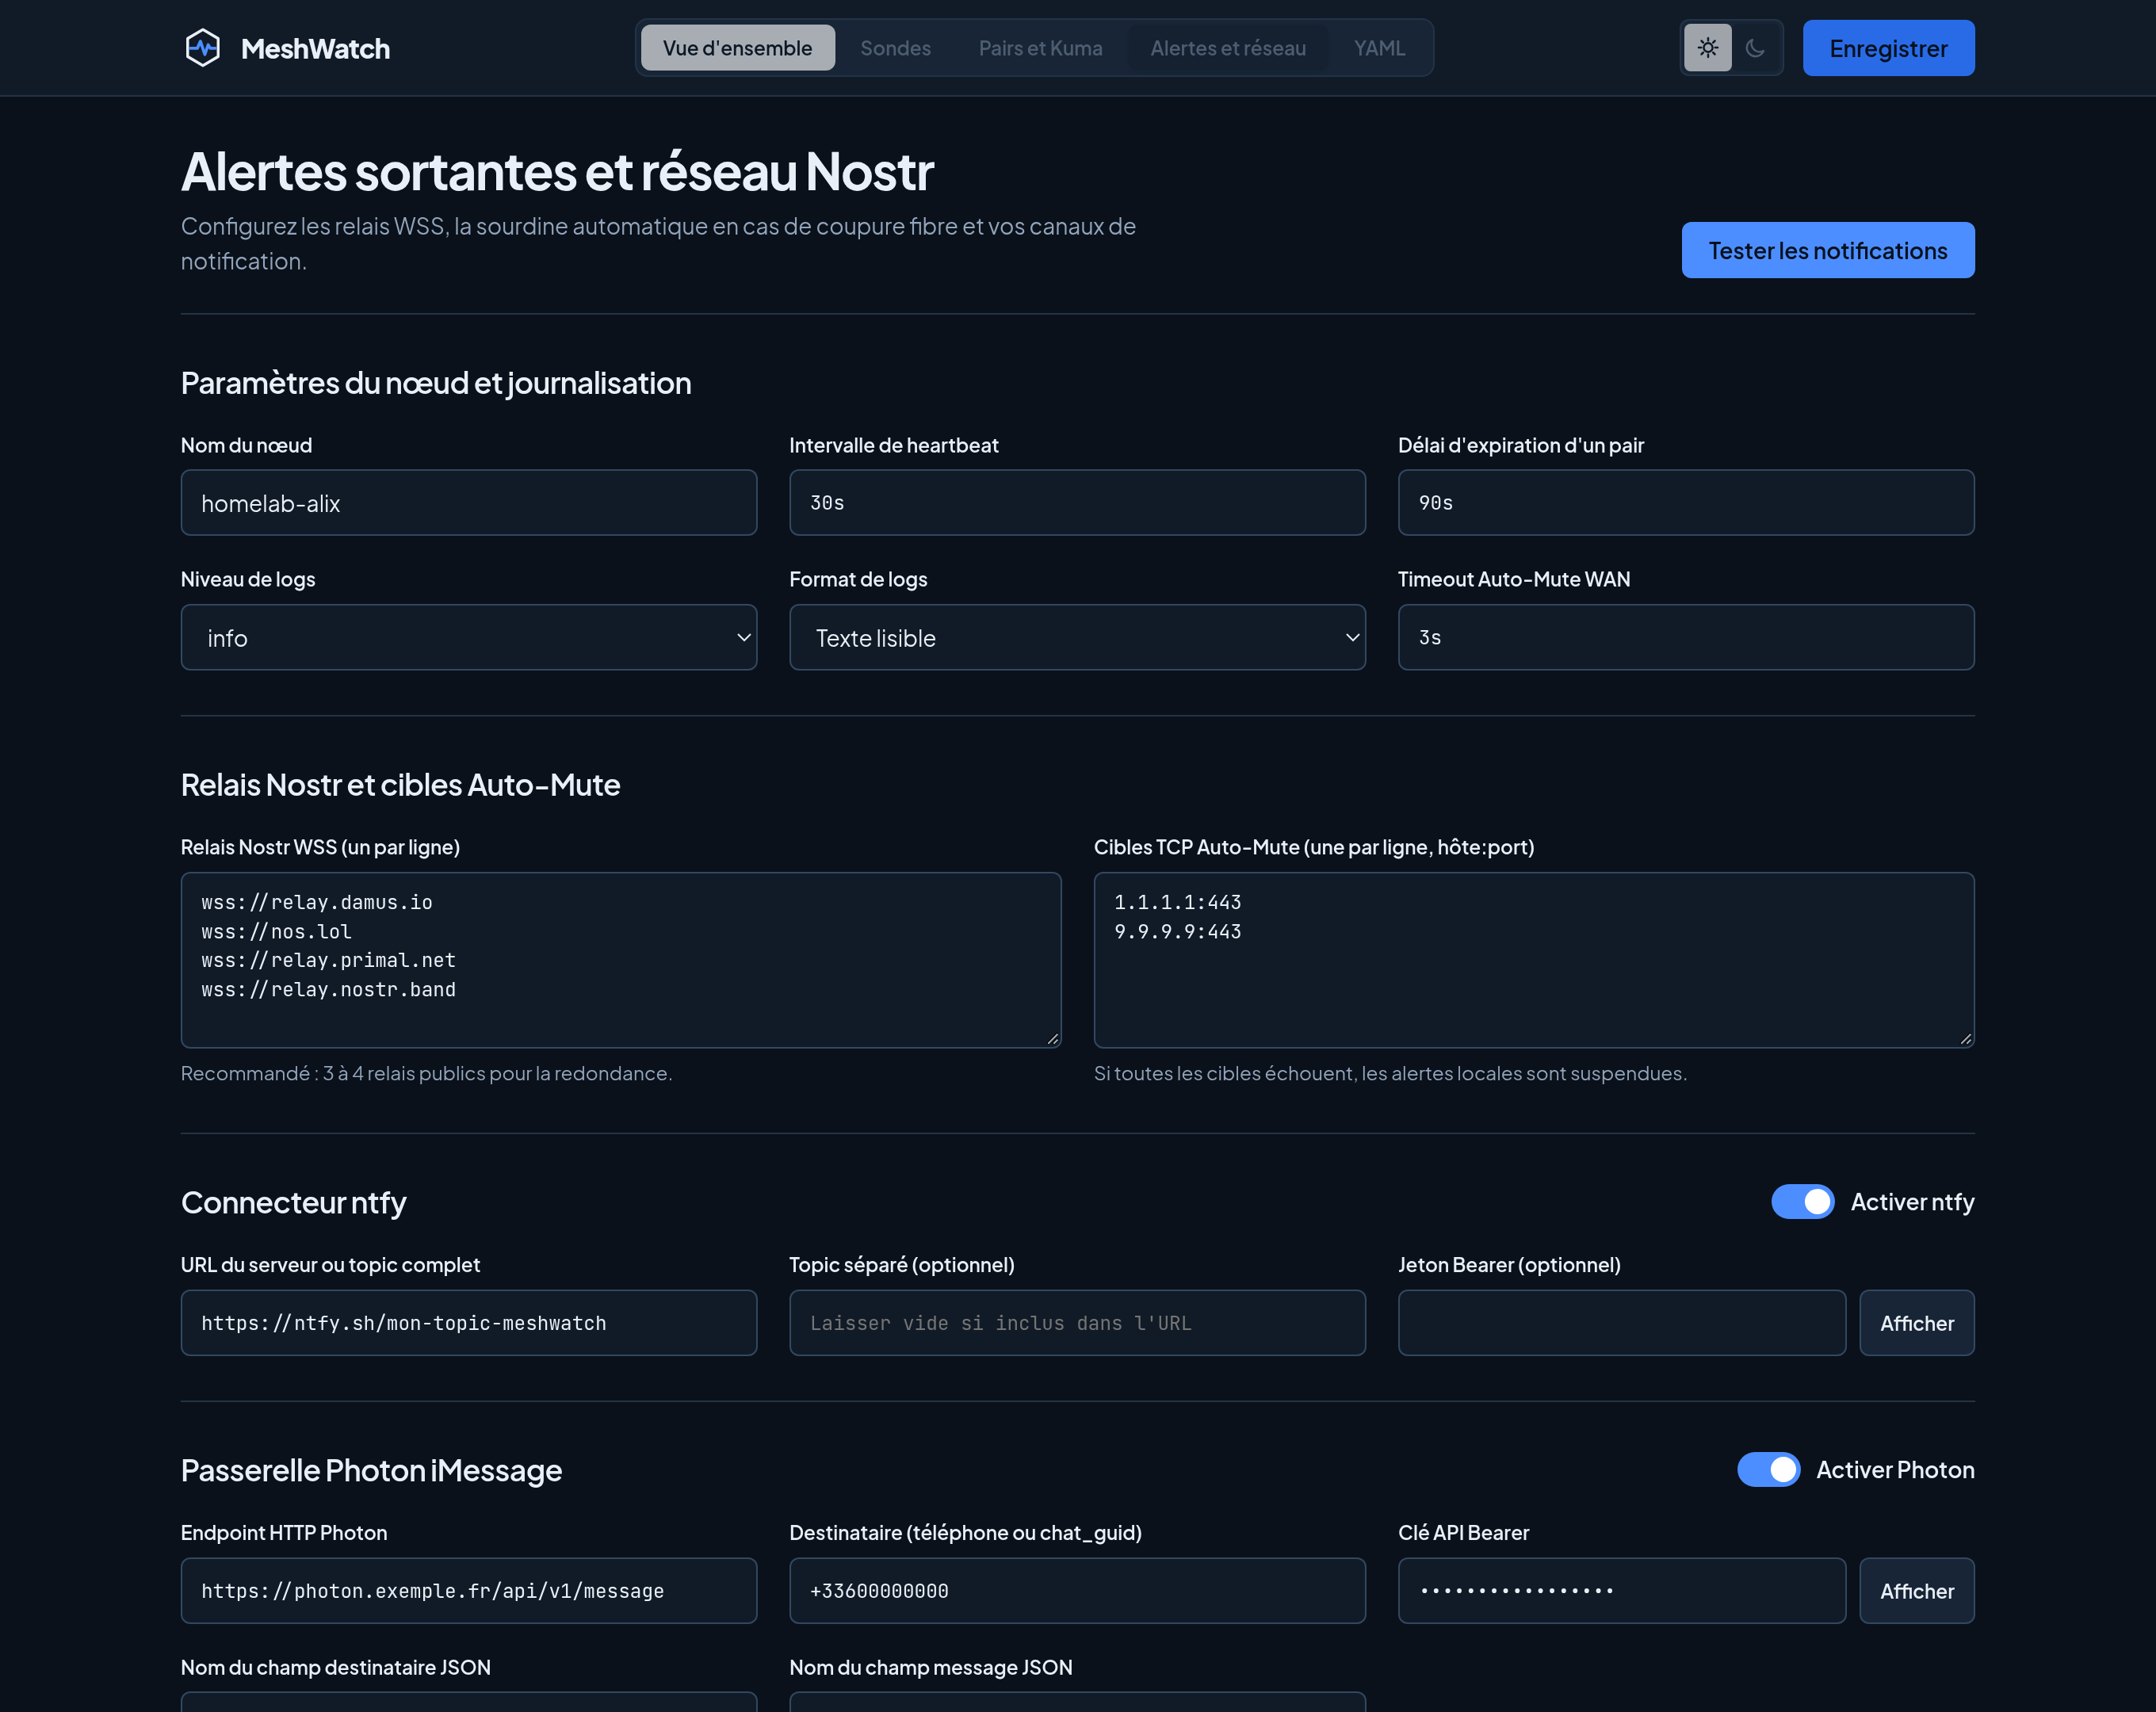 MeshWatch
Vue d'ensemble
Sondes
Pairs et Kuma
Alertes et réseau
YAML
Enregistrer
Alertes sortantes et réseau Nostr
Configurez les relais WSS, la sourdine automatique en cas de coupure fibre et vos canaux de
notification.
Tester les notifications
Paramètres du nœud et journalisation
Nom du nœud
Intervalle de heartbeat
Délai d'expiration d'un pair
homelab-alix
30s
90s
Niveau de logs
Format de logs
Timeout Auto-Mute WAN
info
Texte lisible
3s
Relais Nostr et cibles Auto-Mute
Relais Nostr WSS (un par ligne)
wss://relay.damus.io
wss://nos.lol
wss://relay.primal.net
wss://relay.nostr.band
Recommandé : 3 à 4 relais publics pour la redondance.
Cibles TCP Auto-Mute (une par ligne, hôte:port)
1.1.1.1:443
9.9.9.9:443
Si toutes les cibles échouent, les alertes locales sont suspendues.
Connecteur ntfy
Activer ntfy
URL du serveur ou topic complet
Topic séparé (optionnel)
Jeton Bearer (optionnel)
https://ntfy.sh/mon-topic-meshwatch
Laisser vide si inclus dans l'URL
Afficher
Passerelle Photon iMessage
Activer Photon
Endpoint HTTP Photon
Destinataire (téléphone ou chat_guid)
Clé API Bearer
https://photon.exemple.fr/api/v1/message
+33600000000
•••••••••••••••••
Afficher
Nom du champ destinataire JSON
Nom du champ message JSON